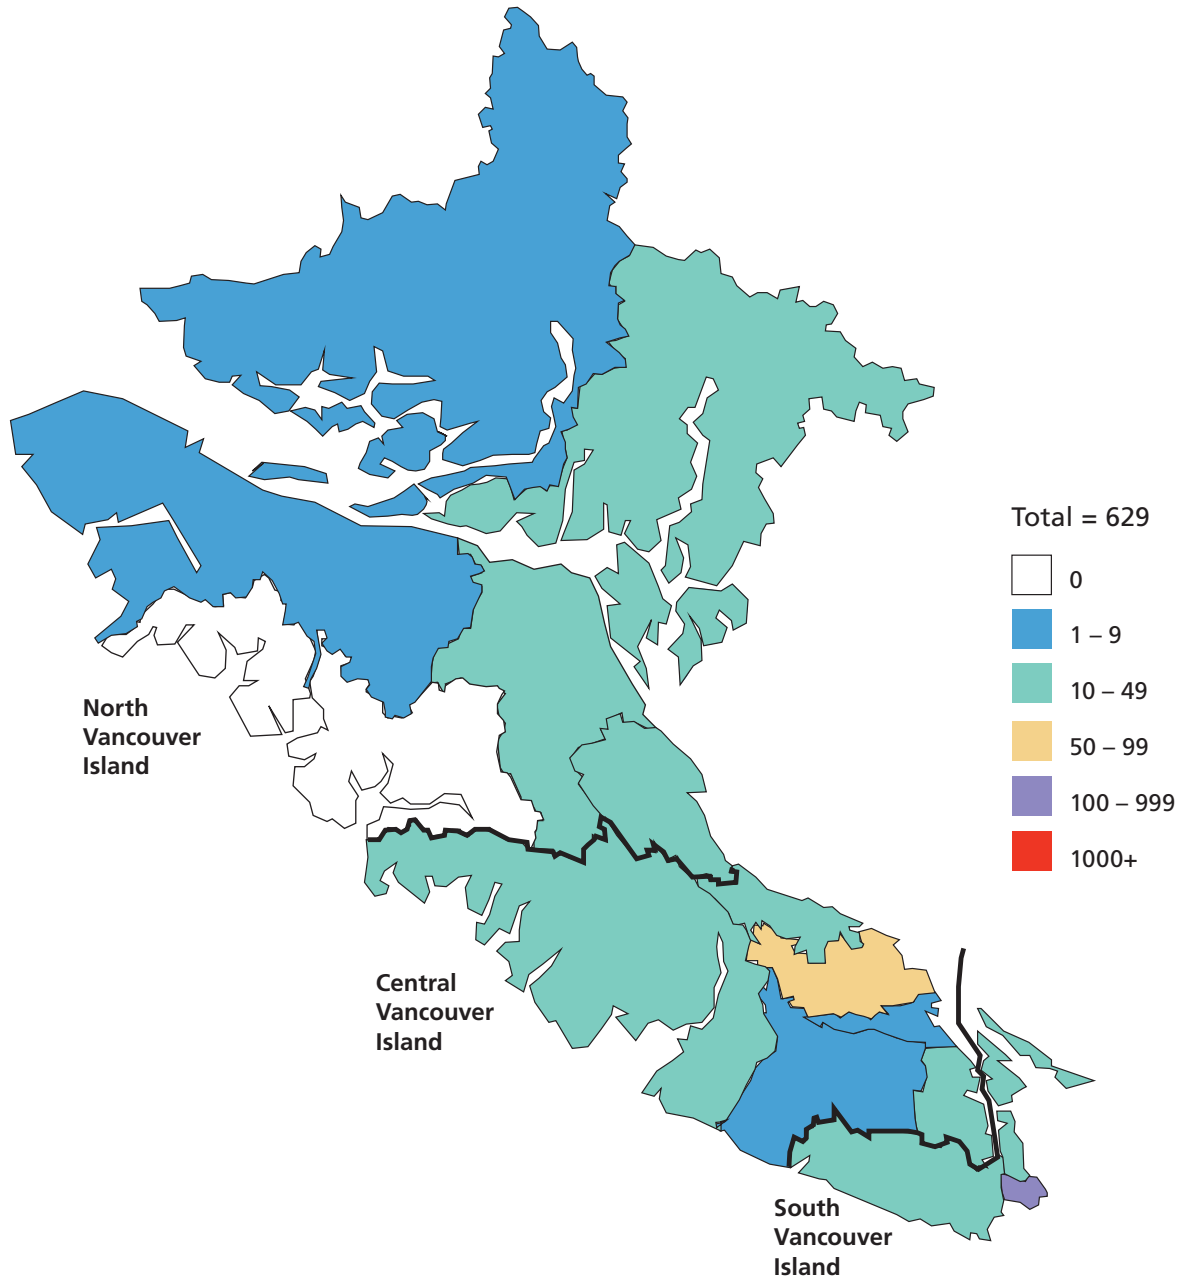 Total = 629
0
1 – 9
10 – 49
50 – 99
100 – 999
1000+
North
Vancouver
Island
Central
Vancouver
Island
South
Vancouver
Island